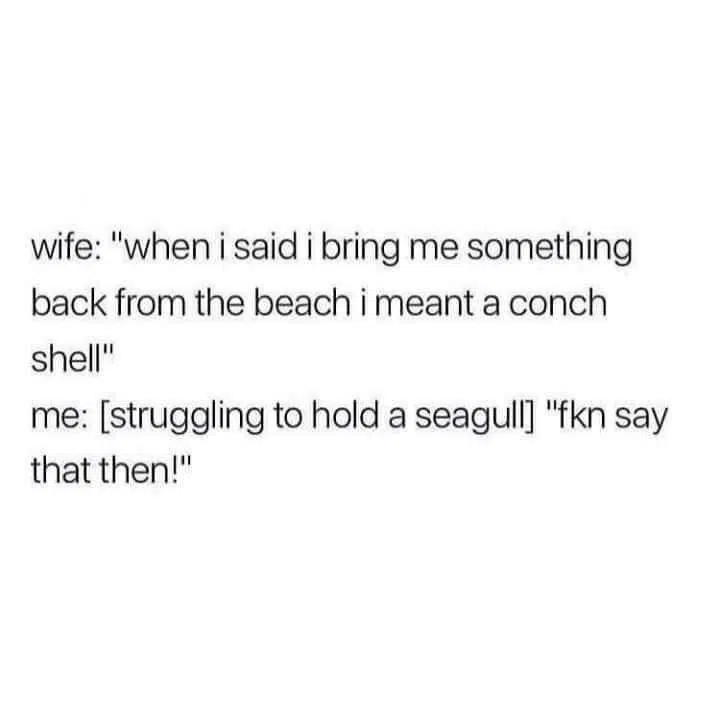 wife: "when i said i bring me something
back from the beach i meant a conch
shell"
me: [struggling to hold a seagull] "fkn say
that then!"